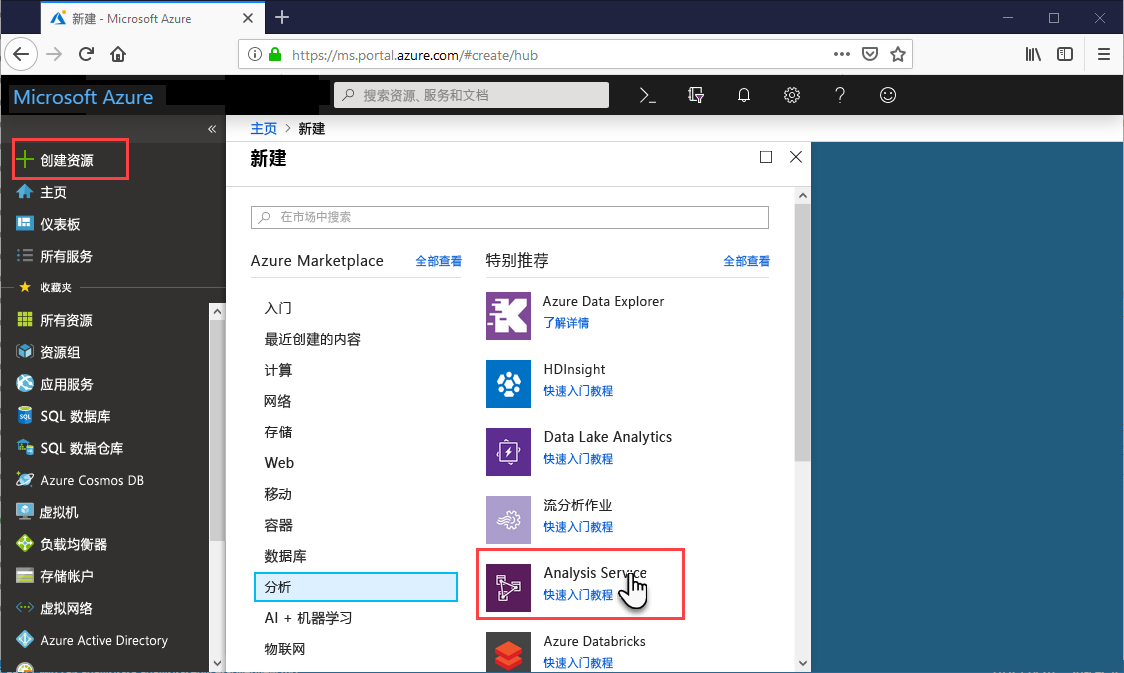 新建 - Microsoft Azure
https://ms.portal.azure.com/#create/hub
Microsoft Azure
搜索资源、服务和文档
主页 > 新建
创建资源
主页
仪表板
所有服务
收藏夹
所有资源
资源组
应用服务
SQL 数据库
SQL 数据仓库
Azure Cosmos DB
虚拟机
负载均衡器
存储帐户
虚拟网络
Azure Active Directory
新建
在市场中搜索
Azure Marketplace
全部查看
入门
最近创建的内容
计算
网络
存储
Web
移动
容器
数据库
分析
AI + 机器学习
物联网
特别推荐
全部查看
Azure Data Explorer
了解详情
HDInsight
快速入门教程
Data Lake Analytics
快速入门教程
流分析作业
快速入门教程
Analysis Service
快速入门教程
Azure Databricks
快速入门教程